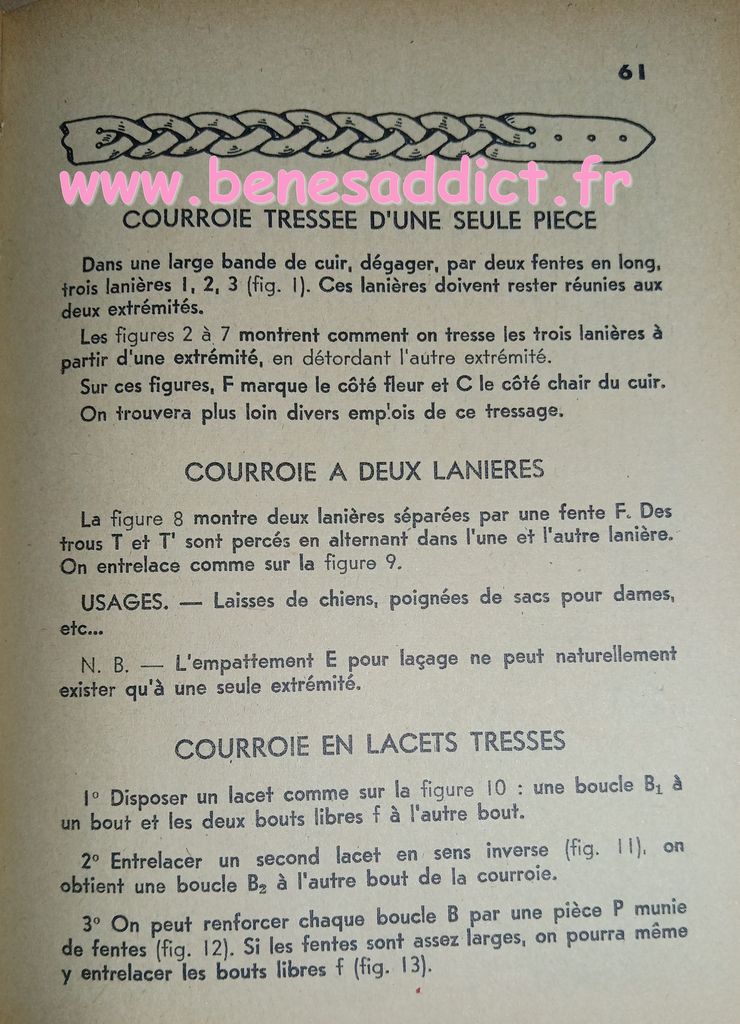 61
www.benesaddict.fr
COURROIE TRESSEE D'UNE SEULE PIECE
Dans une large bande de cuir, dégager, par deux fentes en long,
trois lanières 1, 2, 3 (fig. 1). Ces lanières doivent rester réunies aux
deux extrémités.
Les figures 2 à 7 montrent comment on tresse les trois lanières à
partir d'une extrémité, en détordant l'autre extrémité.
Sur ces figures, F marque le côté fleur et C le côté chair du cuir.
On trouvera plus loin divers emplois de ce tressage.
COURROIE A DEUX LANIERES
La figure 8 montre deux lanières séparées par une fente F. Des
trous T et T' sont percés en alternant dans l'une et l'autre lanière.
On entrelace comme sur la figure 9.
USAGES. — Laisses de chiens, poignées de sacs pour dames,
etc...
N. B. — L'empattement E pour laçage ne peut naturellement
exister qu'à une seule extrémité.
COURROIE EN LACETS TRESSES
1° Disposer un lacet comme sur la figure 10 : une boucle B₁ à
un bout et les deux bouts libres f à l'autre bout.
2° Entrelacer un second lacet en sens inverse (fig. 11), on
obtient une boucle B₂ à l'autre bout de la courroie.
3° On peut renforcer chaque boucle B par une pièce P munie
de fentes (fig. 12). Si les fentes sont assez larges, on pourra même
y entrelacer les bouts libres f (fig. 13).